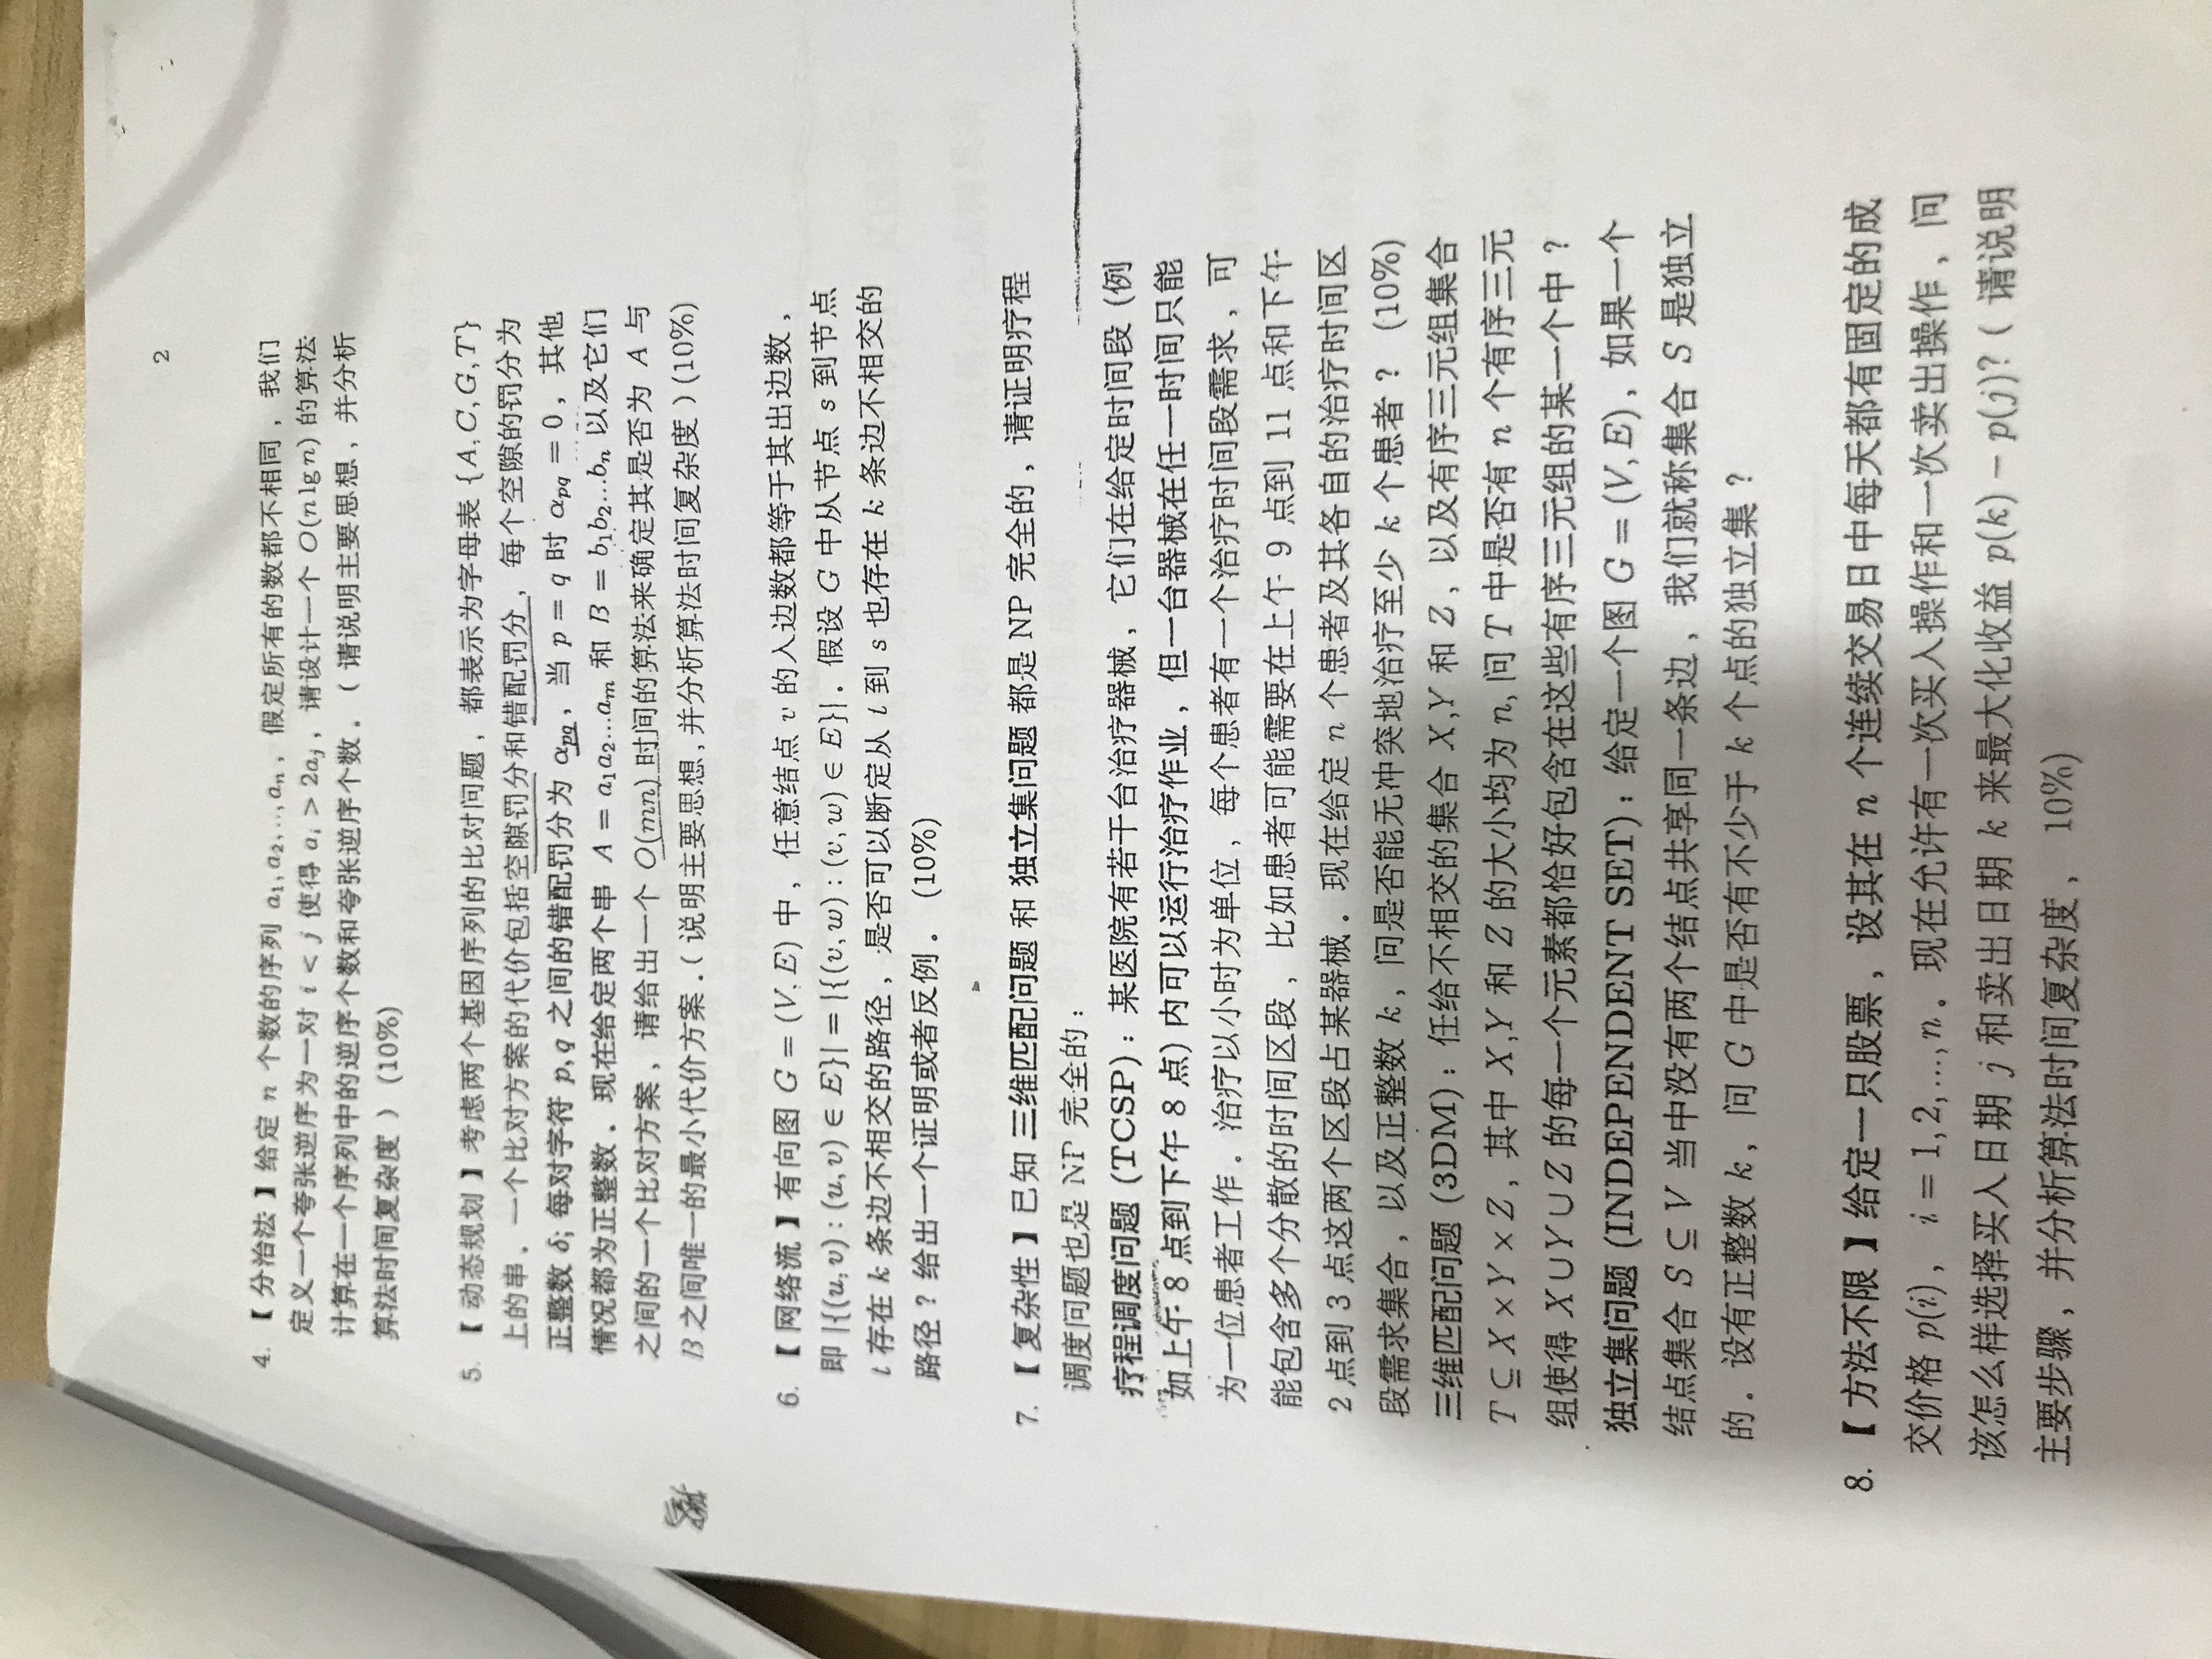 2
4. 【 分治法 】给定 n 个数的序列 a₁, a₂, .., aₙ , 假定所有的数都不相同 , 我们
定义一个夸张逆序为一对 i < j 使得 aᵢ > 2aⱼ , 请设计一个 O(n lg n) 的算法
计算在一个序列中的逆序个数和夸张逆序个数 . ( 请说明主要思想 , 并分析
算法时间复杂度 ) (10%)
5. 【 动态规划 】考虑两个基因序列的比对问题 , 都表示为字母表 {A, C, G, T}
上的串 . 一个比对方案的代价包括空隙罚分和错配罚分 , 每个空隙的罚分为
正整数 δ; 每对字符 p, q 之间的错配罚分为 α_pq , 当 p = q 时 α_pq = 0 , 其他
情况都为正整数 . 现在给定两个串 A = a₁a₂...aₘ 和 B = b₁b₂...bₙ 以及它们
之间的一个比对方案 , 请给出一个 O(mn) 时间的算法来确定其是否为 A 与
B 之间唯一的最小代价方案 . ( 说明主要思想 , 并分析算法时间复杂度 ) (10%)
6. 【 网络流 】有向图 G = (V, E) 中 , 任意结点 v 的入边数都等于其出边数 ,
即 |{(u, v) : (u, v) ∈ E}| = |{(v, w) : (v, w) ∈ E}| . 假设 G 中从节点 s 到节点
t 存在 k 条边不相交的路径 , 是否可以断定从 t 到 s 也存在 k 条边不相交的
路径 ? 给出一个证明或者反例 . (10%)
7. 【 复杂性 】已知 三维匹配问题 和 独立集问题 都是 NP 完全的 , 请证明疗程
调度问题也是 NP 完全的 :
疗程调度问题 (TCSP) : 某医院有若干台治疗器械 , 它们在给定时间段 (例
如上午 8 点到下午 8 点) 内可以运行治疗作业 , 但一台器械在任一时间只能
为一位患者工作 . 治疗以小时为单位 , 每个患者有一个治疗时间段需求 , 可
能包含多个分散的时间区段 , 比如患者可能需要在上午 9 点到 11 点和下午
2 点到 3 点这两个区段占某器械 . 现在给定 n 个患者及其各自的治疗时间区
段需求集合 , 以及正整数 k , 问是否能无冲突地治疗至少 k 个患者 ? (10%)
三维匹配问题 (3DM) : 任给不相交的集合 X,Y 和 Z , 以及有序三元组集合
T ⊆ X × Y × Z , 其中 X,Y 和 Z 的大小均为 n, 问 T 中是否有 n 个有序三元
组使得 X ∪ Y ∪ Z 的每一个元素都恰好包含在这些有序三元组的某一个中 ?
独立集问题 (INDEPENDENT SET) : 给定一个图 G = (V, E) , 如果一个
结点集合 S ⊆ V 当中没有两个结点共享同一条边 , 我们就称集合 S 是独立
的 . 设有正整数 k , 问 G 中是否有不少于 k 个点的独立集 ?
8. 【 方法不限 】给定一只股票 , 设其在 n 个连续交易日中每天都有固定的成
交价格 p(i) , i = 1, 2, ..., n 。现在允许有一次买入操作和一次卖出操作 , 问
该怎么样选择买入日期 j 和卖出日期 k 来最大化收益 p(k) − p(j)? ( 请说明
主要步骤 , 并分析算法时间复杂度 , 10%)